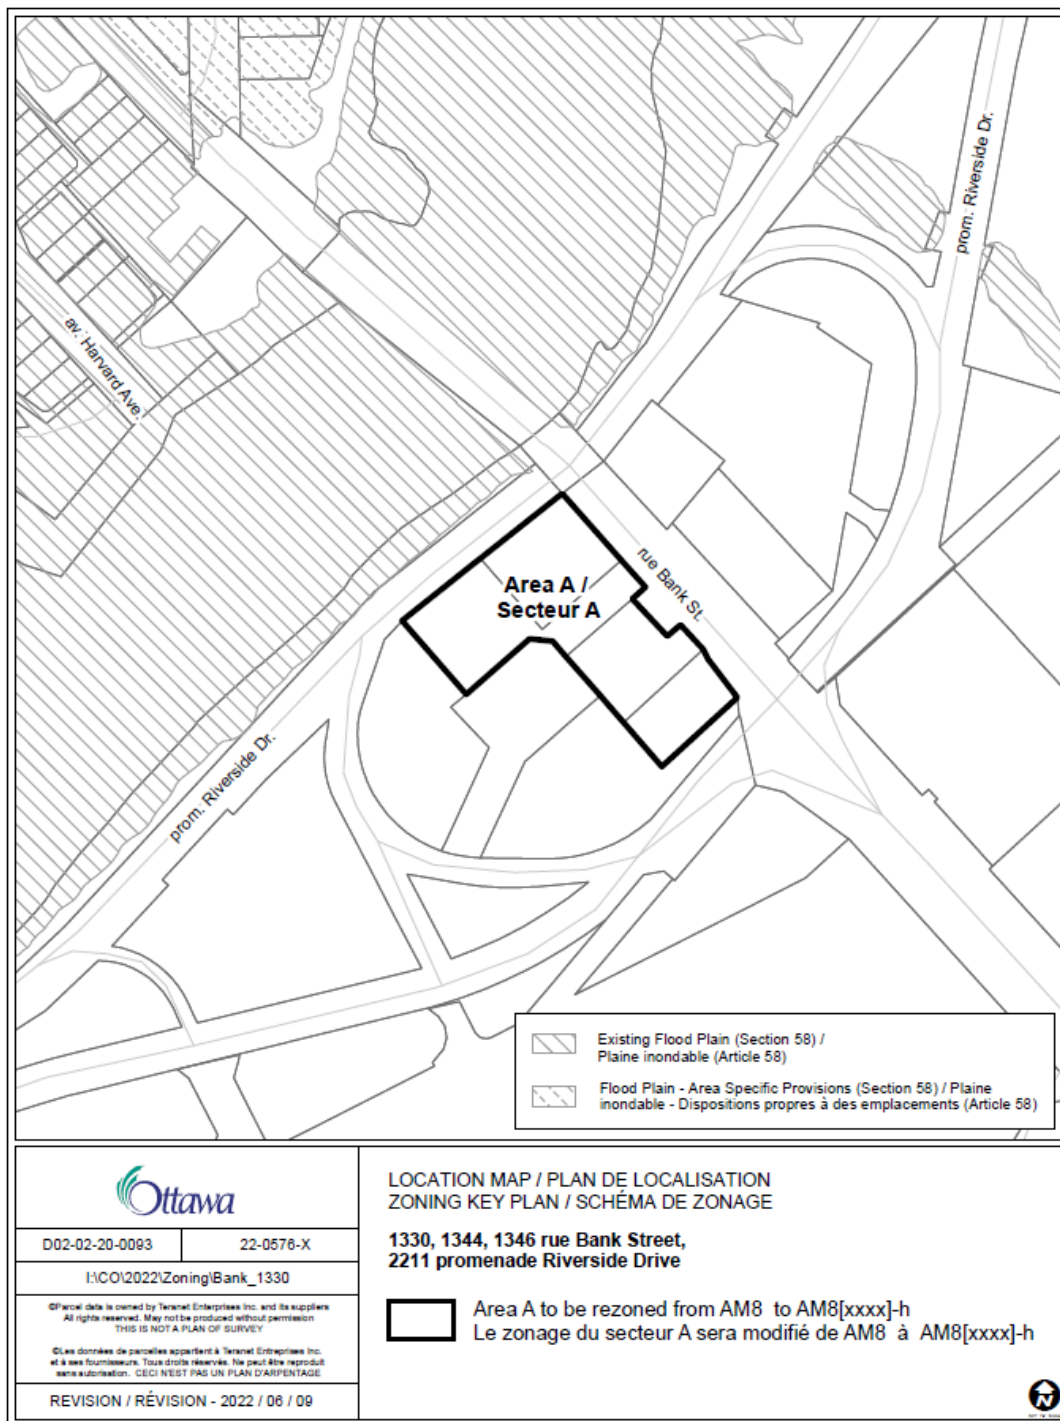 prom. Riverside Dr.
av. Harvard Ave.
rue Bank St.
Area A /
Secteur A
prom. Riverside Dr.
Existing Flood Plain (Section 58) /
Plaine inondable (Article 58)
Flood Plain - Area Specific Provisions (Section 58) / Plaine
inondable - Dispositions propres à des emplacements (Article 58)
Ottawa
D02-02-20-0093
22-0576-X
I:\CO\2022\Zoning\Bank_1330
©Parcel data is owned by Teranet Enterprises Inc. and its suppliers
All rights reserved. May not be produced without permission
THIS IS NOT A PLAN OF SURVEY
©Les données de parcelles appartient à Teranet Entreprises Inc.
et à ses fournisseurs. Tous droits réservés. Ne peut être reproduit
sans autorisation. CECI N'EST PAS UN PLAN D'ARPENTAGE
REVISION / RÉVISION - 2022 / 06 / 09
LOCATION MAP / PLAN DE LOCALISATION
ZONING KEY PLAN / SCHÉMA DE ZONAGE
1330, 1344, 1346 rue Bank Street,
2211 promenade Riverside Drive
Area A to be rezoned from AM8 to AM8[xxxx]-h
Le zonage du secteur A sera modifié de AM8 à AM8[xxxx]-h
N